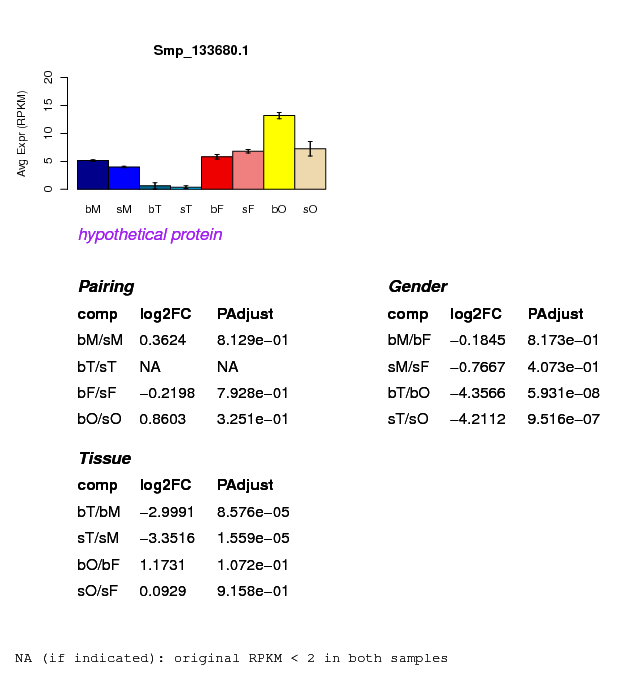 Smp_133680.1
Avg Expr (RPKM)
20
15
10
5
0
bM sM bT sT bF sF bO sO
hypothetical protein
Pairing
comp log2FC PAdjust
bM/sM 0.3624 8.129e−01
bT/sT NA NA
bF/sF −0.2198 7.928e−01
bO/sO 0.8603 3.251e−01
Gender
comp log2FC PAdjust
bM/bF −0.1845 8.173e−01
sM/sF −0.7667 4.073e−01
bT/bO −4.3566 5.931e−08
sT/sO −4.2112 9.516e−07
Tissue
comp log2FC PAdjust
bT/bM −2.9991 8.576e−05
sT/sM −3.3516 1.559e−05
bO/bF 1.1731 1.072e−01
sO/sF 0.0929 9.158e−01
NA (if indicated): original RPKM < 2 in both samples